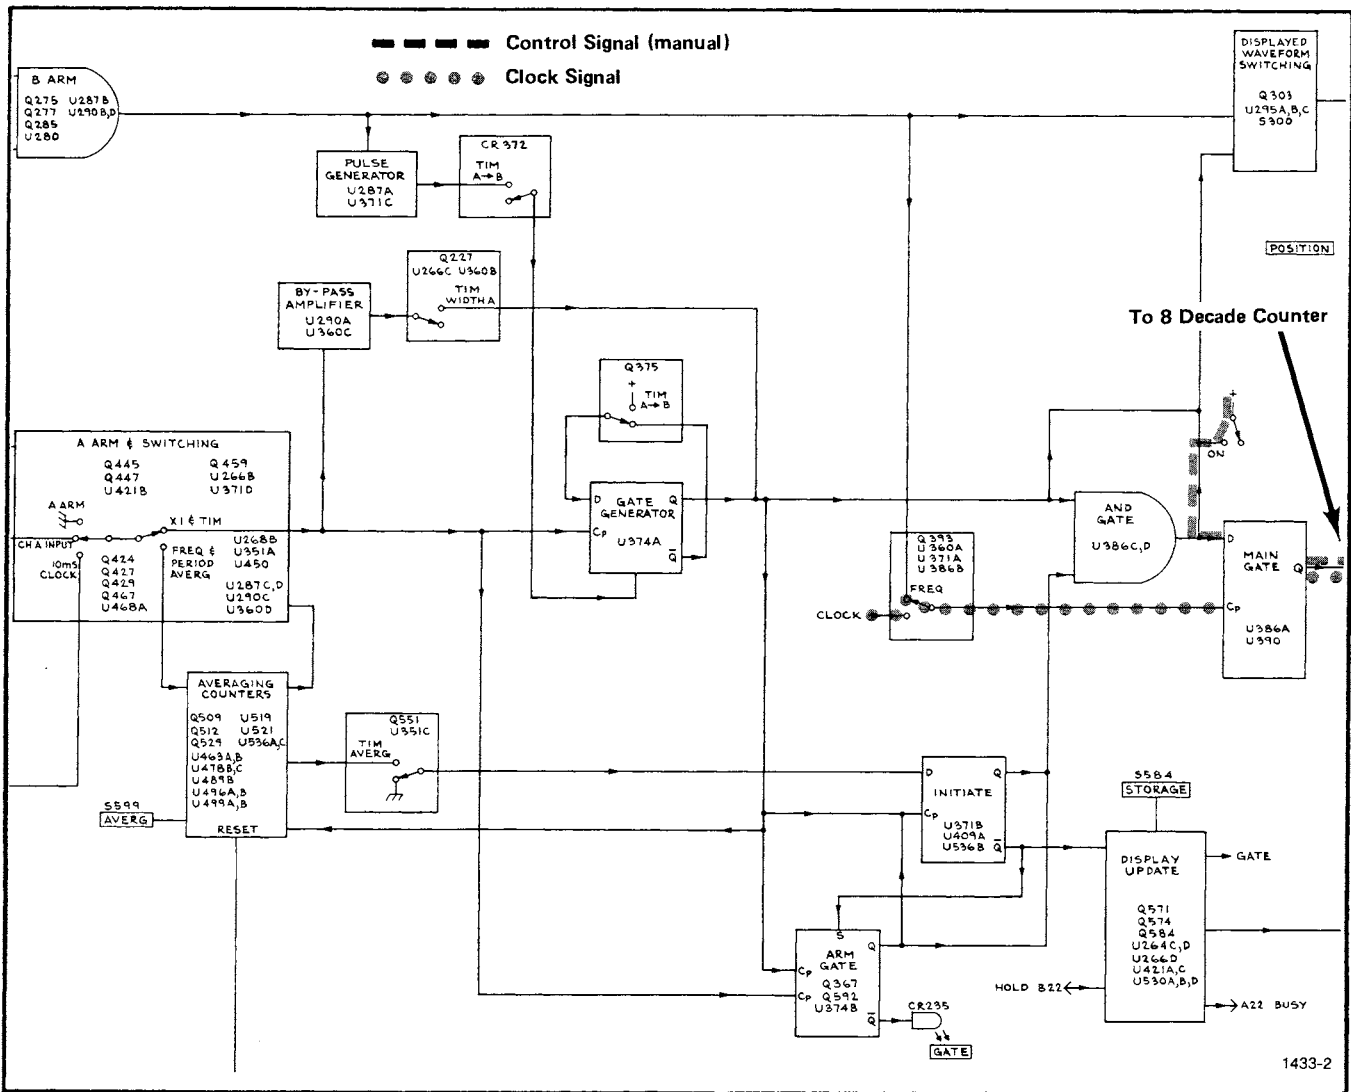 Control Signal (manual)
Clock Signal
B ARM
Q275 U287B
Q277 U290B,D
Q285
U280
DISPLAYED
WAVEFORM
SWITCHING
Q303
U295A,B,C
S300
PULSE
GENERATOR
U287A
U371C
CR372
TIM
A→B
POSITION
Q227
U266C U360B
TIM
WIDTH A
BY-PASS
AMPLIFIER
U290A
U360C
To 8 Decade Counter
Q375
+
TIM
A→B
+
ON
A ARM & SWITCHING
Q445 Q459
Q447 U266B
U421B U371D
A ARM
X1 & TIM
CH A INPUT
10ms
CLOCK
FREQ &
PERIOD
AVERG
U268B
U351A
U450
Q424
Q427
Q429
Q467
U468A
U287C,D
U290C
U360D
D GATE Q
GENERATOR
Cp
U374A
Q̅
AND
GATE
U386C,D
Q393
U360A
U371A
U386B
FREQ
CLOCK
D
MAIN
GATE Q
Cp
U386A
U390
AVERAGING
COUNTERS
Q509 U519
Q512 U521
Q529 U536A,C
U463A,B
U478B,C
U489B
U496A,B
U499A,B
RESET
S599
AVERG
Q551
U351C
TIM
AVERG
D Q
INITIATE
Cp
U371B
U409A
U536B Q̅
S584
STORAGE
DISPLAY
UPDATE
GATE
Q571
Q574
Q584
U264C,D
U266D
U421A,C
U530A,B,D
HOLD B22
A22 BUSY
S
Q
ARM
GATE
Cp
Q367
Cp
Q592
U374B
Q̅
CR235
GATE
1433-2